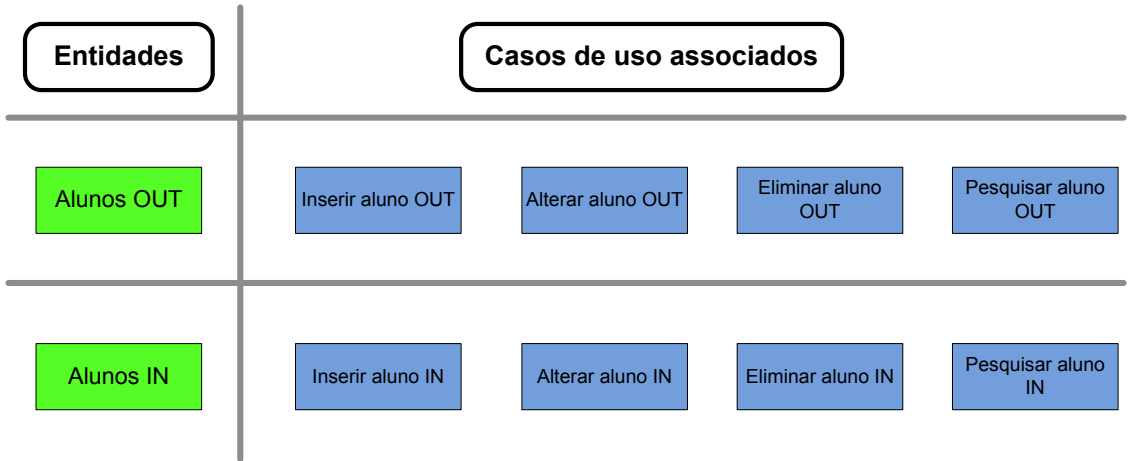 Entidades
Casos de uso associados
Alunos OUT
Inserir aluno OUT
Alterar aluno OUT
Eliminar aluno
OUT
Pesquisar aluno
OUT
Alunos IN
Inserir aluno IN
Alterar aluno IN
Eliminar aluno IN
Pesquisar aluno
IN